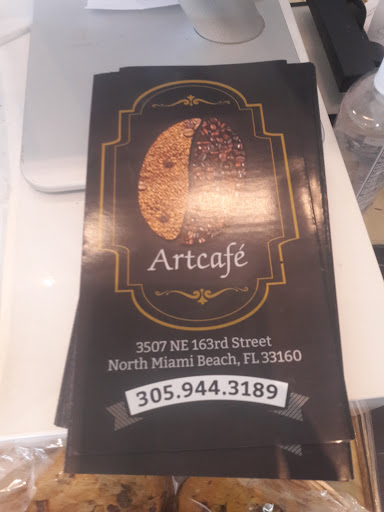 Artcafé
3507 NE 163rd Street
North Miami Beach, FL 33160
305.944.3189